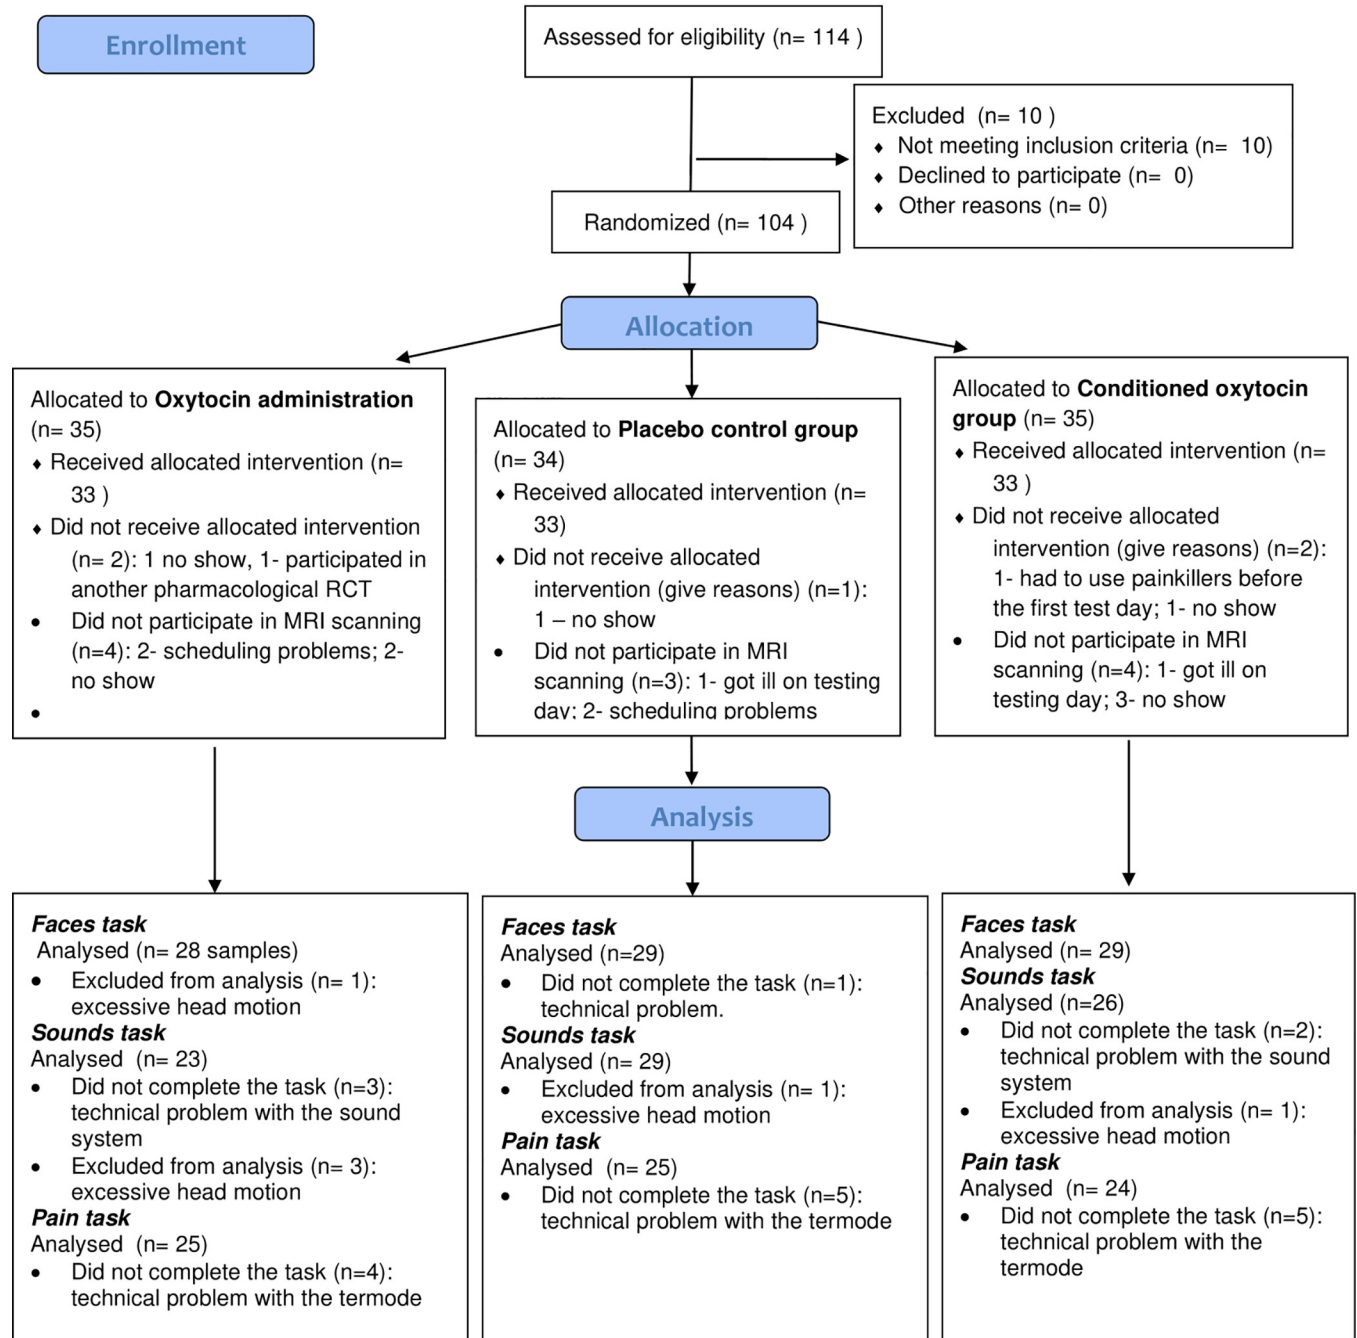 Enrollment
Assessed for eligibility (n= 114 )
Excluded (n= 10 )
♦ Not meeting inclusion criteria (n= 10)
♦ Declined to participate (n= 0)
♦ Other reasons (n= 0)
Randomized (n= 104 )
Allocation
Allocated to Oxytocin administration
(n= 35)
♦ Received allocated intervention (n=
33 )
♦ Did not receive allocated intervention
(n= 2): 1 no show, 1- participated in
another pharmacological RCT
• Did not participate in MRI scanning
(n=4): 2- scheduling problems; 2-
no show
•
Allocated to Placebo control group
(n= 34)
♦ Received allocated intervention (n=
33)
♦ Did not receive allocated
intervention (give reasons) (n=1):
1 – no show
• Did not participate in MRI
scanning (n=3): 1- got ill on testing
day; 2- scheduling problems
Allocated to Conditioned oxytocin
group (n= 35)
♦ Received allocated intervention (n=
33 )
♦ Did not receive allocated
intervention (give reasons) (n=2):
1- had to use painkillers before
the first test day; 1- no show
• Did not participate in MRI
scanning (n=4): 1- got ill on
testing day; 3- no show
Analysis
Faces task
Analysed (n= 28 samples)
• Excluded from analysis (n= 1):
excessive head motion
Sounds task
Analysed (n= 23)
• Did not complete the task (n=3):
technical problem with the sound
system
• Excluded from analysis (n= 3):
excessive head motion
Pain task
Analysed (n= 25)
• Did not complete the task (n=4):
technical problem with the termode
Faces task
Analysed (n=29)
• Did not complete the task (n=1):
technical problem.
Sounds task
Analysed (n= 29)
• Excluded from analysis (n= 1):
excessive head motion
Pain task
Analysed (n= 25)
• Did not complete the task (n=5):
technical problem with the termode
Faces task
Analysed (n= 29)
Sounds task
Analysed (n=26)
• Did not complete the task (n=2):
technical problem with the sound
system
• Excluded from analysis (n= 1):
excessive head motion
Pain task
Analysed (n= 24)
• Did not complete the task (n=5):
technical problem with the
termode